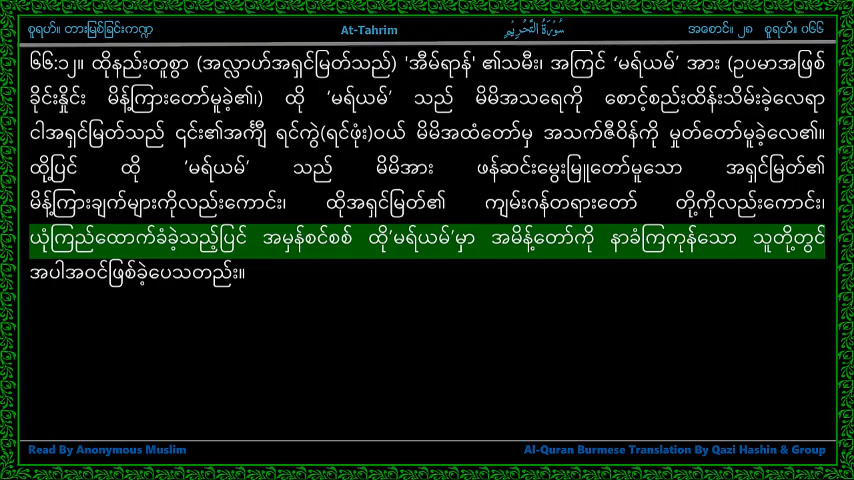 စူရဟ်။ တားမြစ်ခြင်းကဏ္ဍ At-Tahrim سُوْرَةُ التَّحْرِيْمِ အစောင်။ ၂၈ စူရဟ်။ ၀၆၆
၆၆:၁၂။ ထိုနည်းတူစွာ (အလ္လာဟ်အရှင်မြတ်သည်) 'အီမ်ရာန်' ၏သမီး၊ အကြင် ‘မရ်ယမ်’ အား (ဥပမာအဖြစ်
ခိုင်းနှိုင်း မိန့်ကြားတော်မူခဲ့၏၊) ထို ‘မရ်ယမ်’ သည် မိမိအသရေကို စောင့်စည်းထိန်းသိမ်းခဲ့လေရာ
ငါအရှင်မြတ်သည် ၎င်း၏အင်္ကျီ ရင်ကွဲ(ရင်ဖုံး)ဝယ် မိမိအထံတော်မှ အသက်ဇီဝိန်ကို မှုတ်တော်မူခဲ့လေ၏။
ထို့ပြင် ထို ‘မရ်ယမ်’ သည် မိမိအား ဖန်ဆင်းမွေးမြူတော်မူသော အရှင်မြတ်၏
မိန့်ကြားချက်များကိုလည်းကောင်း၊ ထိုအရှင်မြတ်၏ ကျမ်းဂန်တရားတော် တို့ကိုလည်းကောင်း၊
ယုံကြည်ထောက်ခံခဲ့သည့်ပြင် အမှန်စင်စစ် ထို‘မရ်ယမ်’မှာ အမိန့်တော်ကို နာခံကြကုန်သော သူတို့တွင်
အပါအဝင်ဖြစ်ခဲ့ပေသတည်း။
Read By Anonymous Muslim Al-Quran Burmese Translation By Qazi Hashin & Group